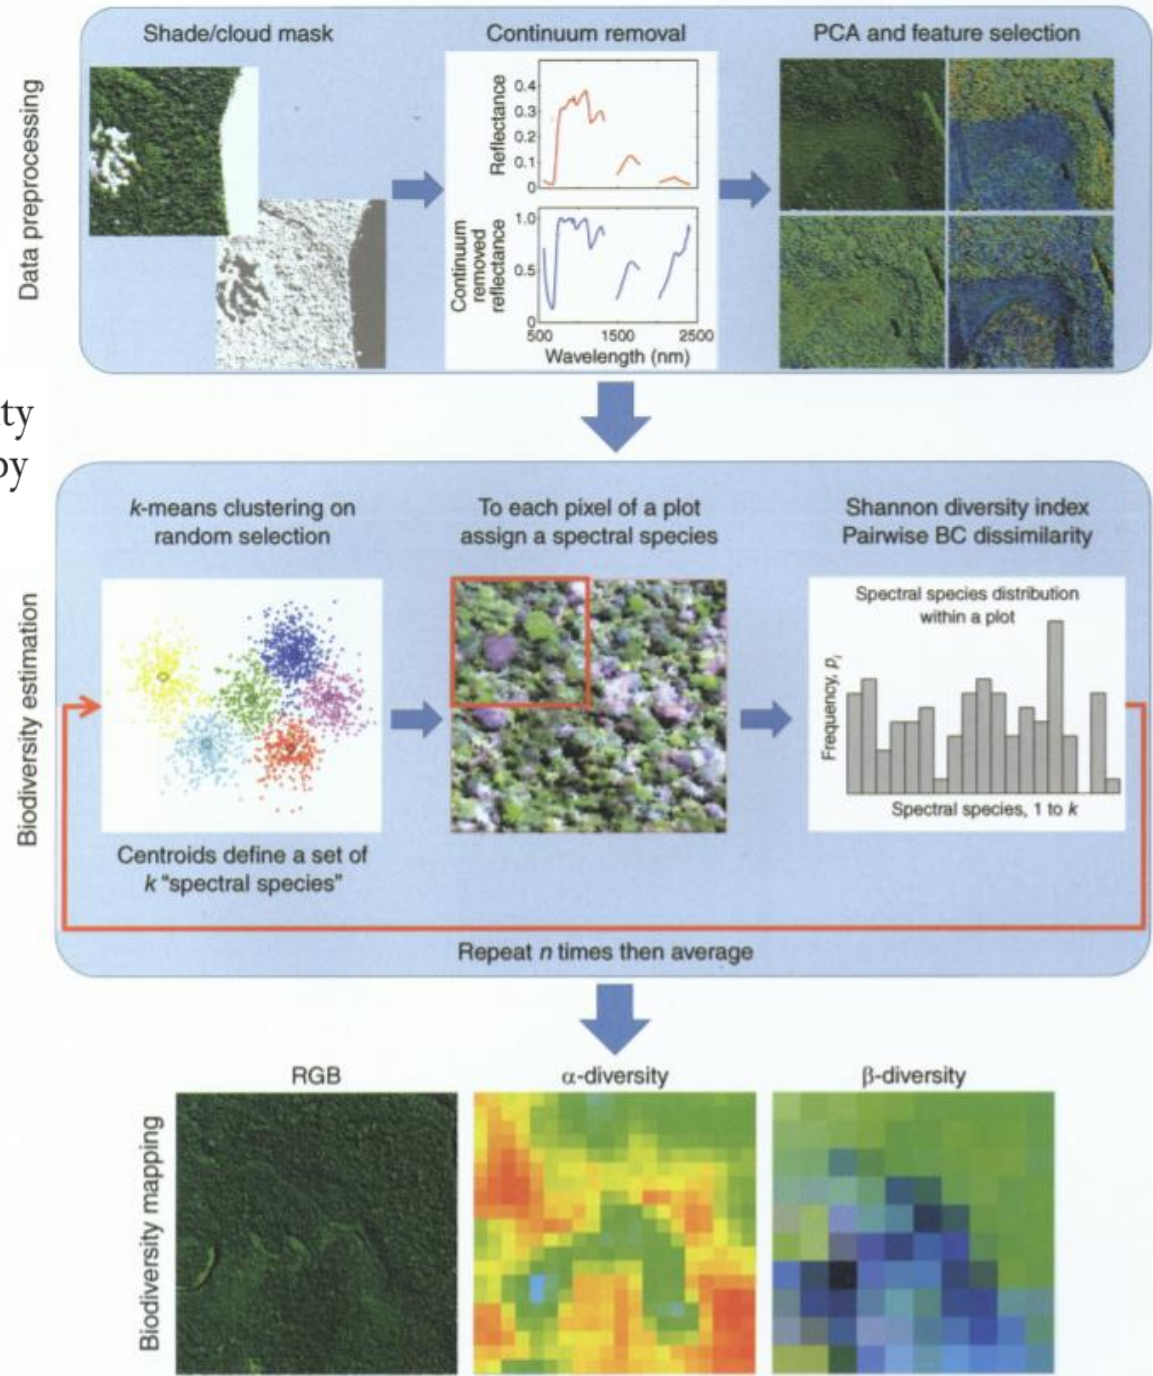 Data preprocessing
Shade/cloud mask
Continuum removal
PCA and feature selection
Reflectance
0.4
0.3
0.2
0.1
0
Continuum
removed
reflectance
1.0
0.5
0
500
1500
2500
Wavelength (nm)
ty
by
Biodiversity estimation
k-means clustering on
random selection
To each pixel of a plot
assign a spectral species
Shannon diversity index
Pairwise BC dissimilarity
Spectral species distribution
within a plot
Frequency, pi
Spectral species, 1 to k
Centroids define a set of
k “spectral species”
Repeat n times then average
Biodiversity mapping
RGB
α-diversity
β-diversity